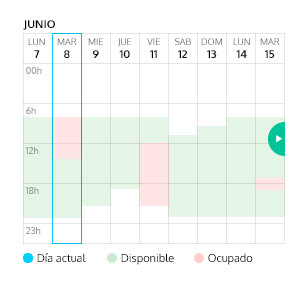 JUNIO
LUN MAR MIE JUE VIE SAB DOM LUN MAR
7 8 9 10 11 12 13 14 15
00h
6h
12h
18h
23h
Día actual Disponible Ocupado